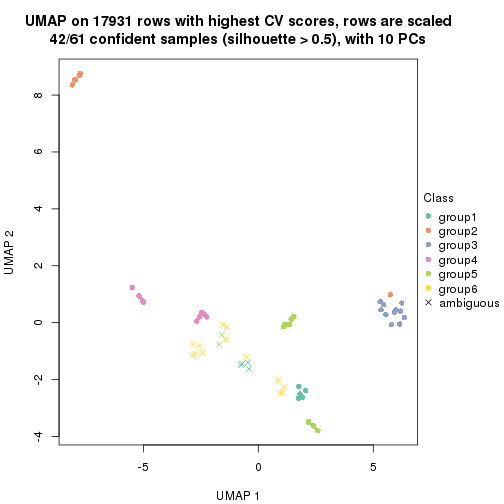 UMAP on 17931 rows with highest CV scores, rows are scaled
42/61 confident samples (silhouette > 0.5), with 10 PCs
Class
group1
group2
group3
group4
group5
group6
ambiguous
UMAP 2
8
6
4
2
0
-2
-4
-5
0
5
UMAP 1